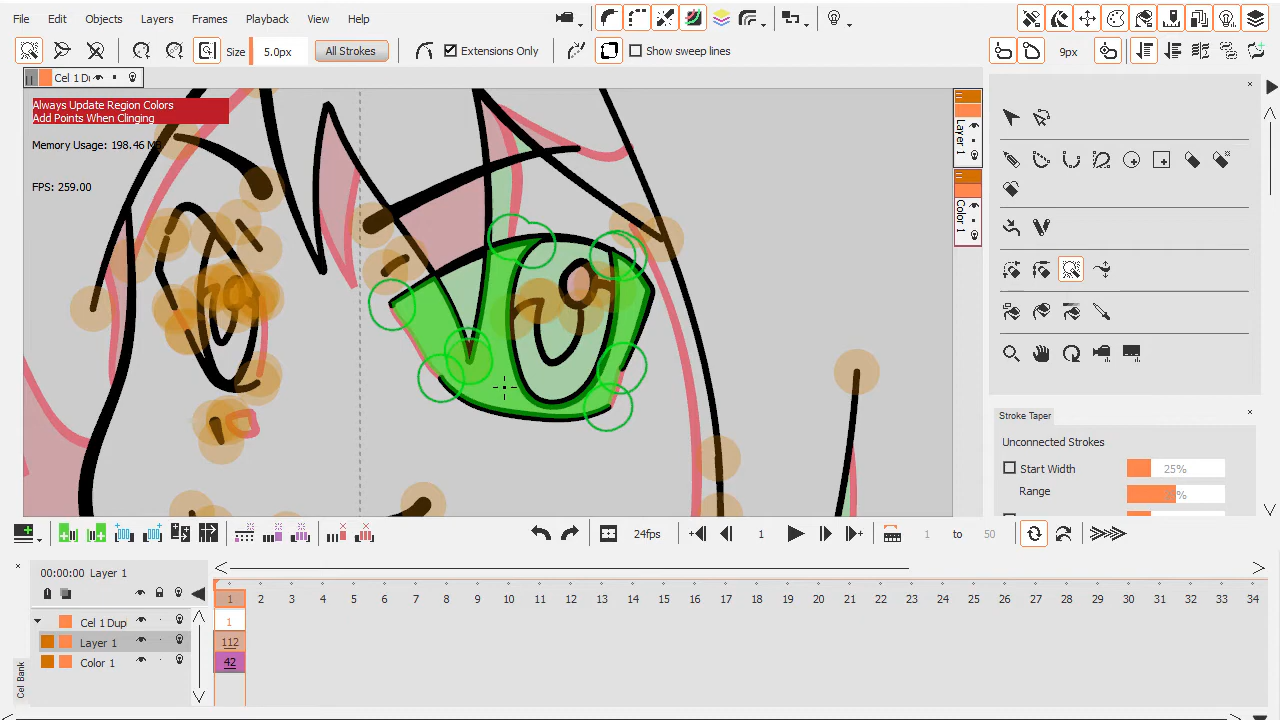 File Edit Objects Layers Frames Playback View Help
Size 5.0px All Strokes Extensions Only Show sweep lines 9px
Cel 1 Du
Always Update Region Colors
Add Points When Clinging
Memory Usage: 198.46 M
FPS: 259.00
Layer 1
Color 1
Stroke Taper
Unconnected Strokes
Start Width 25%
Range %
24fps 1 1 to 50
00:00:00 Layer 1
1 2 3 4 5 6 7 8 9 10 11 12 13 14 15 16 17 18 19 20 21 22 23 24 25 26 27 28 29 30 31 32 33 34
Cel 1 Dup 1
Layer 1 112
Color 1 42
Cel Bank